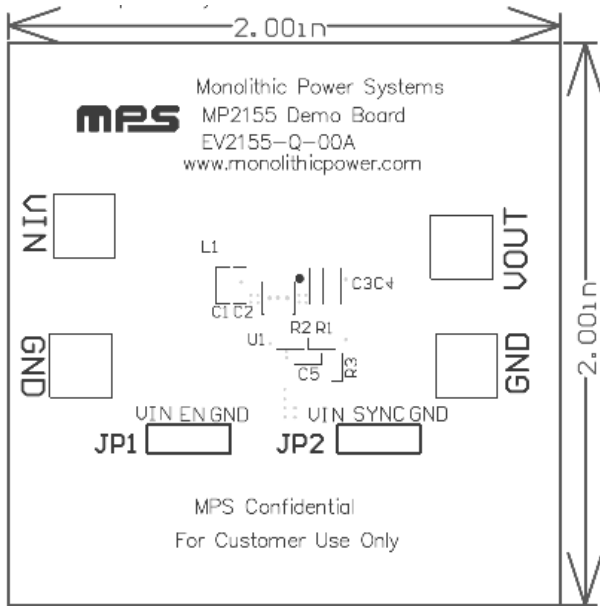 2.00in
Monolithic Power Systems
mps MP2155 Demo Board
EV2155-Q-00A
www.monolithicpower.com
VIN
VOUT
L1
C3C4
C1 C2
2.00in
R2 R1
U1
GND
GND
C5
R3
VIN EN GND
VIN SYNC GND
JP1
JP2
MPS Confidential
For Customer Use Only